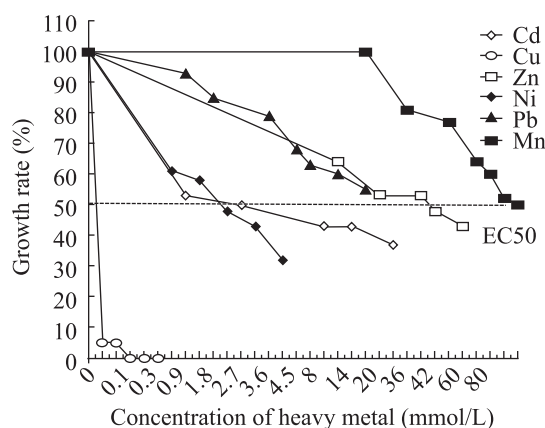 110
100
90
80
70
60
50
40
30
20
10
0
Growth rate (%)
Cd
Cu
Zn
Ni
Pb
Mn
EC50
0 0.1 0.3 0.9 1.8 2.7 3.6 4.5 8 14 20 36 42 60 80
Concentration of heavy metal (mmol/L)